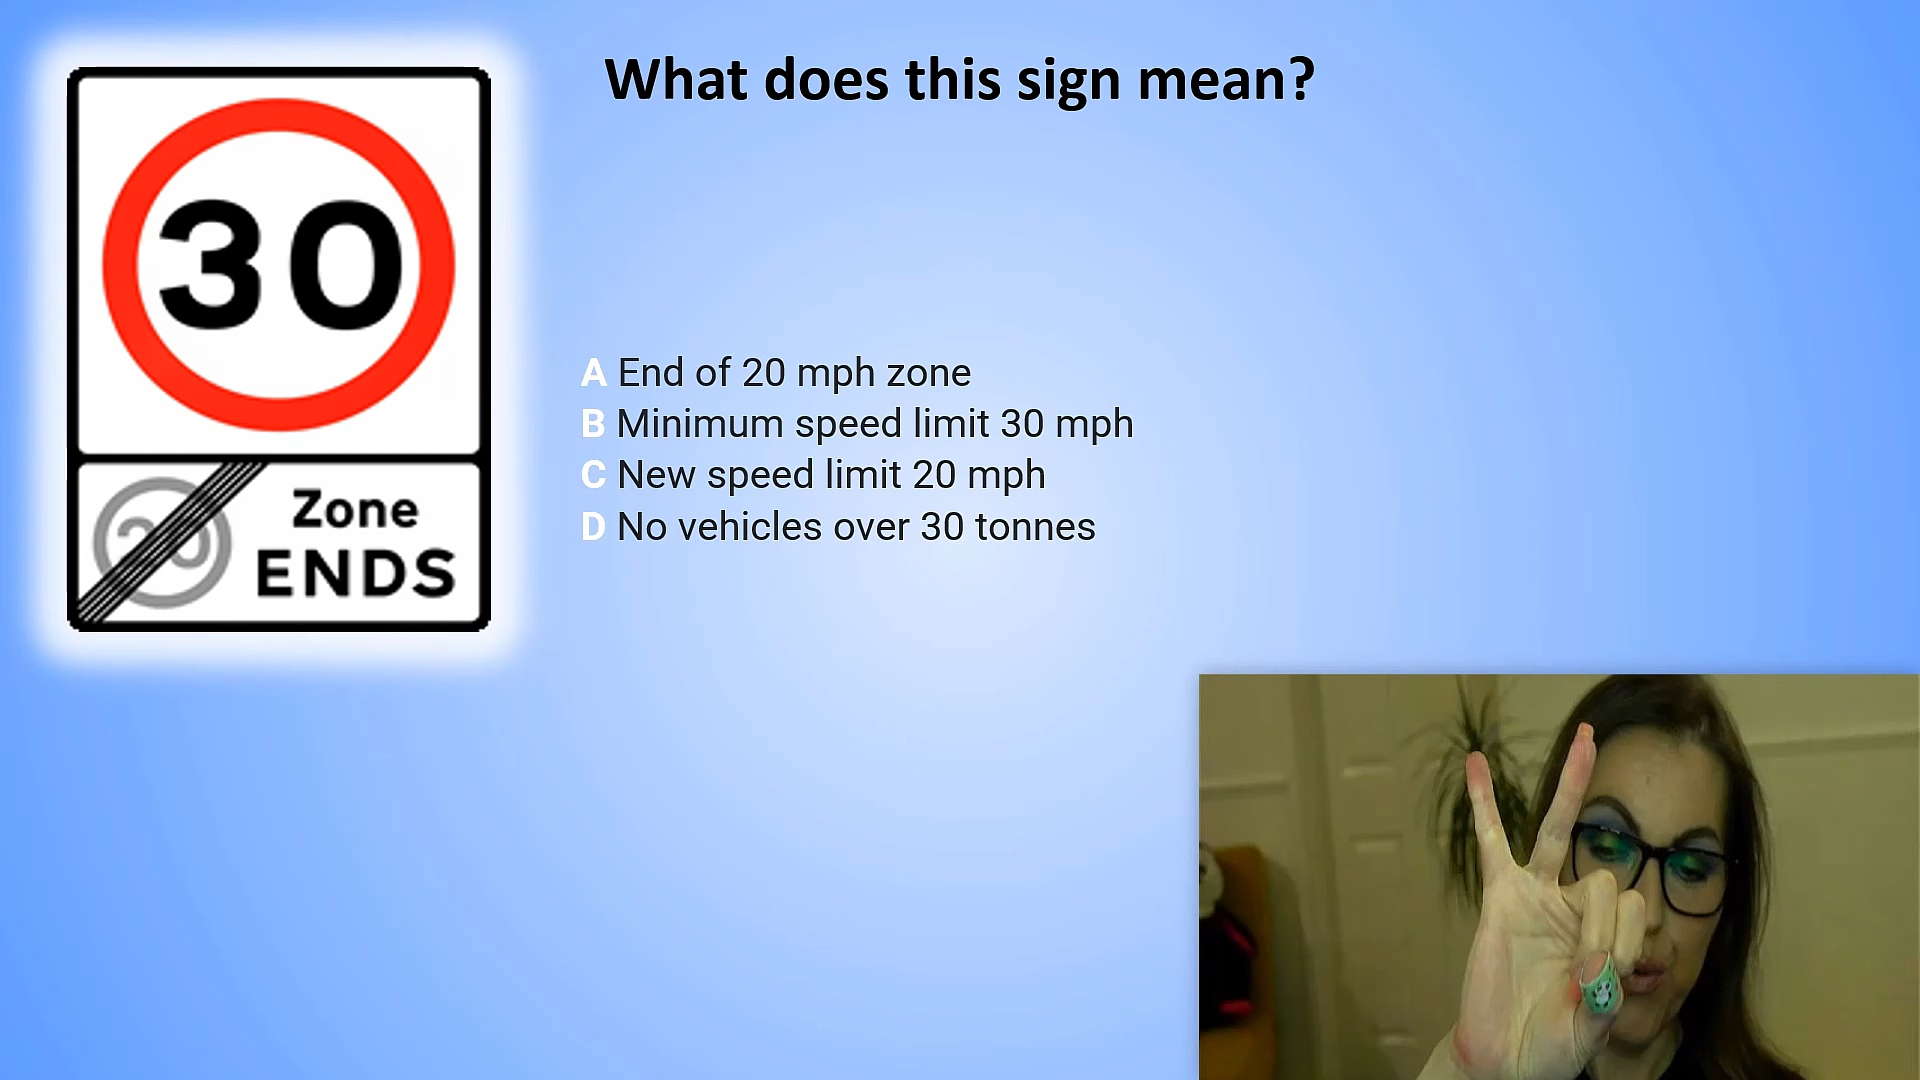 What does this sign mean?
30
20 Zone
ENDS
A End of 20 mph zone
B Minimum speed limit 30 mph
C New speed limit 20 mph
D No vehicles over 30 tonnes